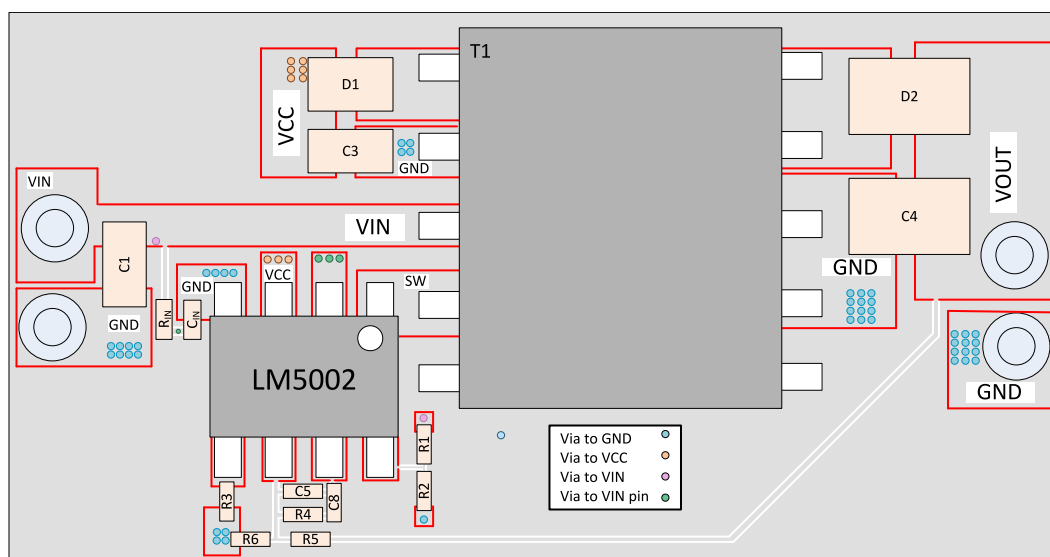 T1
D1
D2
VCC
C3
GND
VIN
VOUT
C4
VIN
C1
VCC
SW
GND
GND
RIN
CIN
GND
LM5002
GND
R1
Via to GND
Via to VCC
Via to VIN
Via to VIN pin
R2
R3
C5
C8
R4
R6
R5